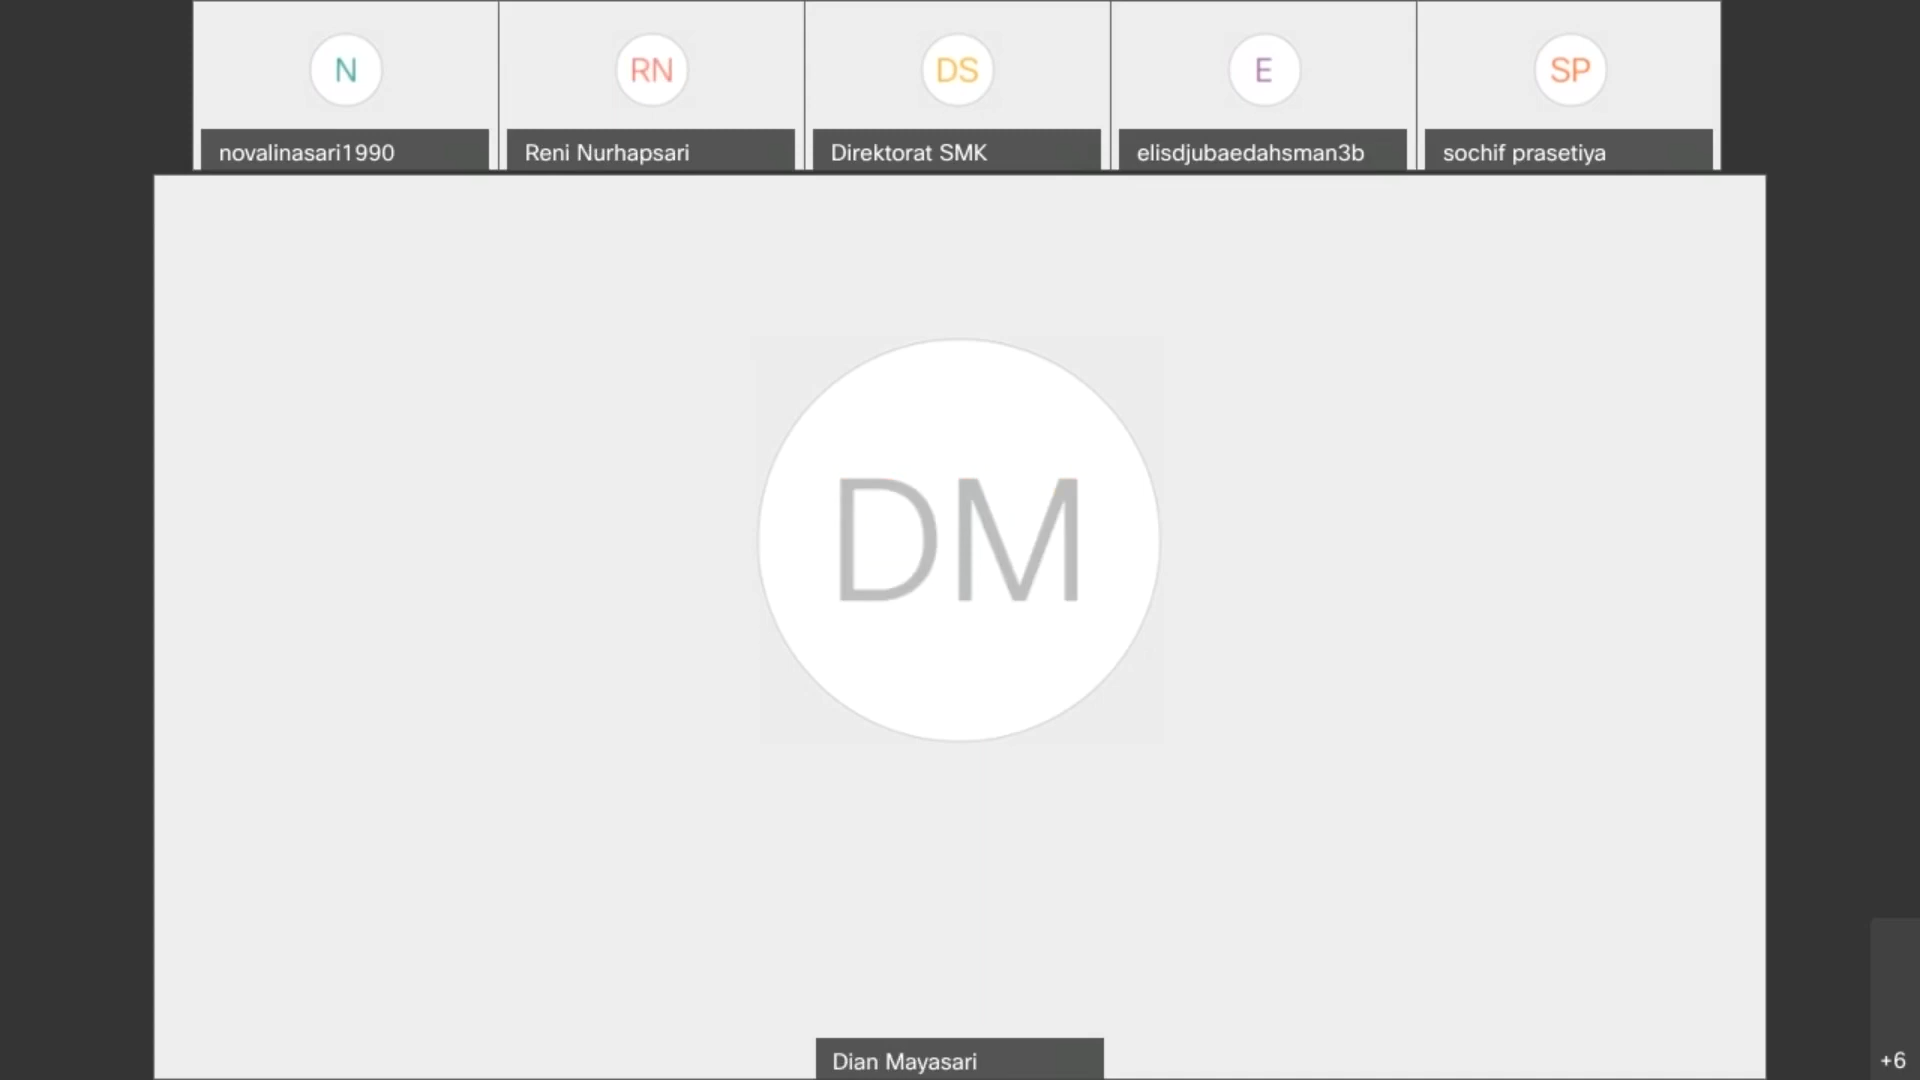 N
RN
DS
E
SP
novalinasari1990
Reni Nurhapsari
Direktorat SMK
elisdjubaedahsman3b
sochif prasetiya
DM
Dian Mayasari
+6